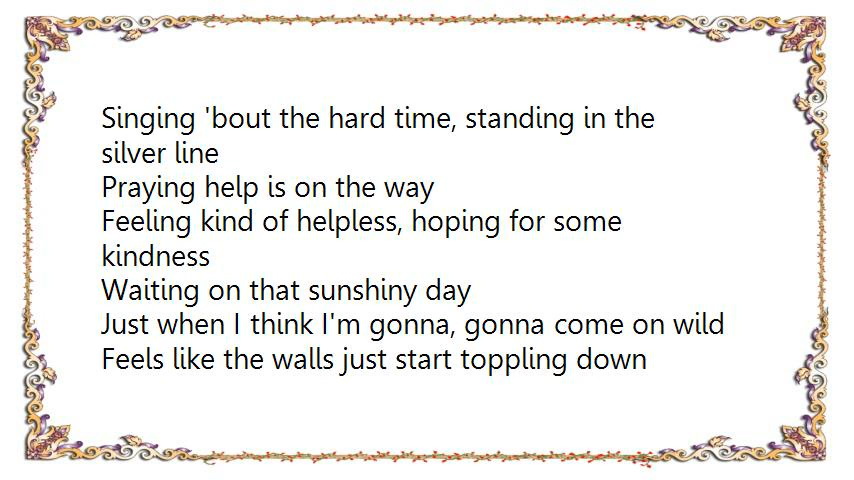 Singing 'bout the hard time, standing in the
silver line
Praying help is on the way
Feeling kind of helpless, hoping for some
kindness
Waiting on that sunshiny day
Just when I think I'm gonna, gonna come on wild
Feels like the walls just start toppling down